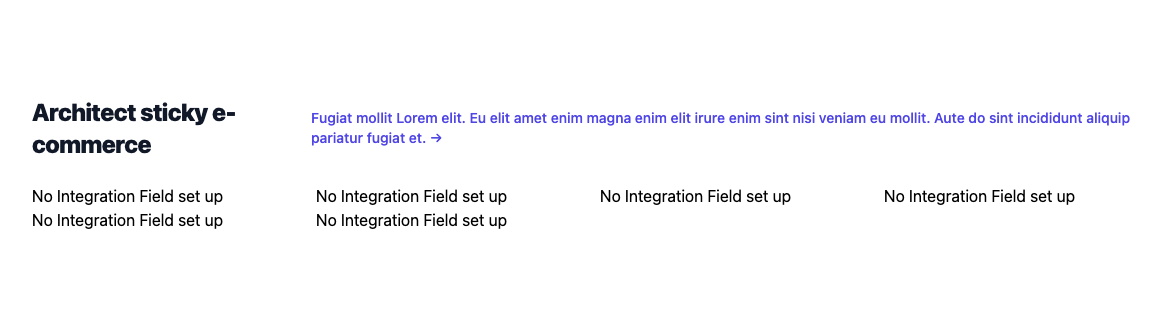 Architect sticky e-
commerce
Fugiat mollit Lorem elit. Eu elit amet enim magna enim elit irure enim sint nisi veniam eu mollit. Aute do sint incididunt aliquip
pariatur fugiat et. →
No Integration Field set up No Integration Field set up No Integration Field set up No Integration Field set up
No Integration Field set up No Integration Field set up